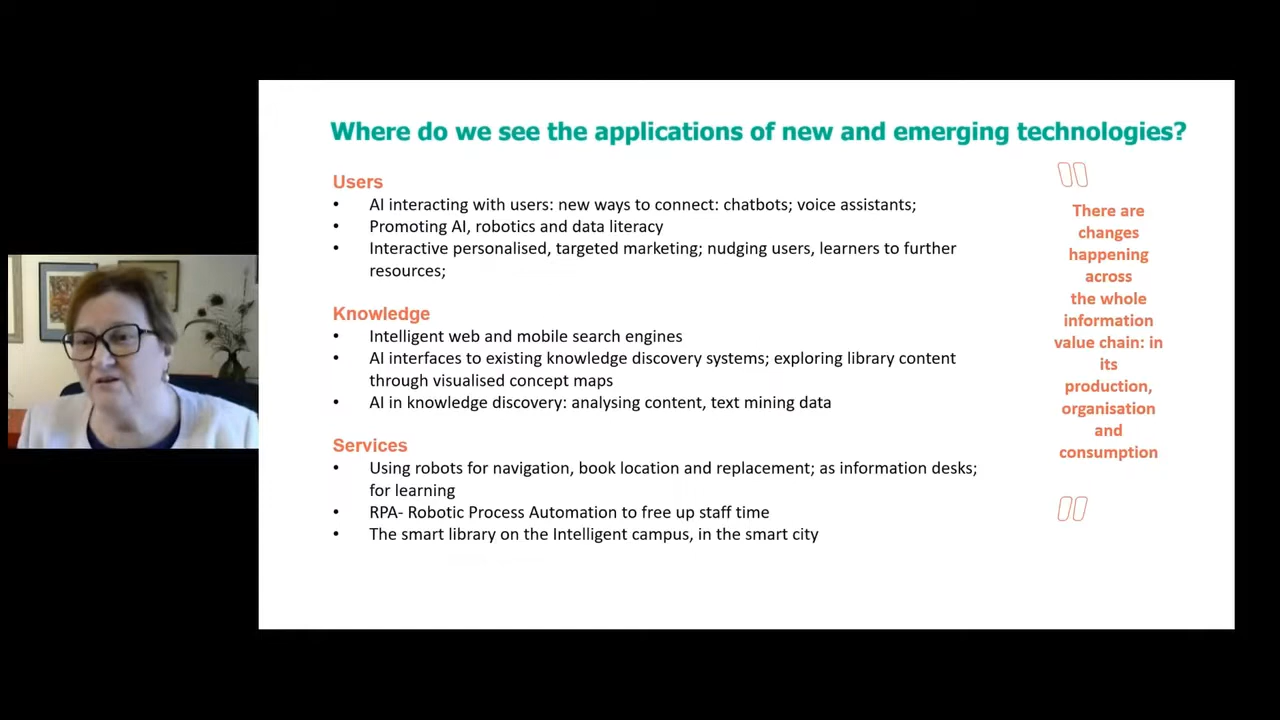 Where do we see the applications of new and emerging technologies?
Users
• AI interacting with users: new ways to connect: chatbots; voice assistants;
• Promoting AI, robotics and data literacy
• Interactive personalised, targeted marketing; nudging users, learners to further
resources;
Knowledge
• Intelligent web and mobile search engines
• AI interfaces to existing knowledge discovery systems; exploring library content
through visualised concept maps
• AI in knowledge discovery: analysing content, text mining data
Services
• Using robots for navigation, book location and replacement; as information desks;
for learning
• RPA- Robotic Process Automation to free up staff time
• The smart library on the Intelligent campus, in the smart city
There are
changes
happening
across
the whole
information
value chain: in
its
production,
organisation
and
consumption